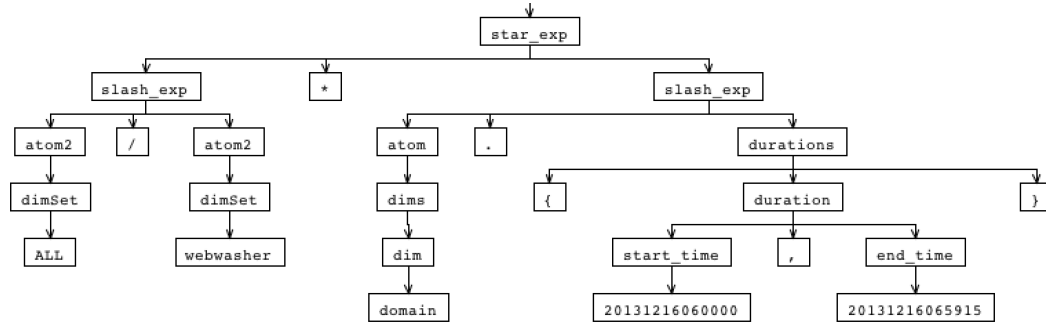 star_exp
slash_exp * slash_exp
atom2 / atom2 atom . durations
dimSet dimSet dims { duration }
ALL webwasher dim start_time , end_time
domain 20131216060000 20131216065915